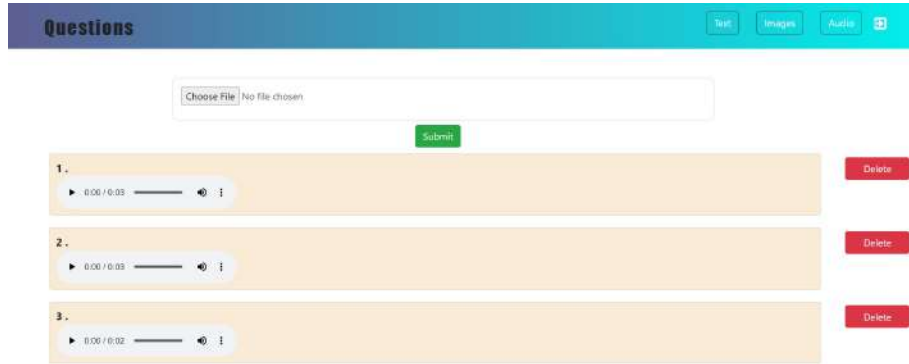 Questions
Text Images Audio
Choose File No file chosen
Submit
1 .
Delete
0:00 / 0:03
2 .
Delete
0:00 / 0:03
3 .
Delete
0:00 / 0:02